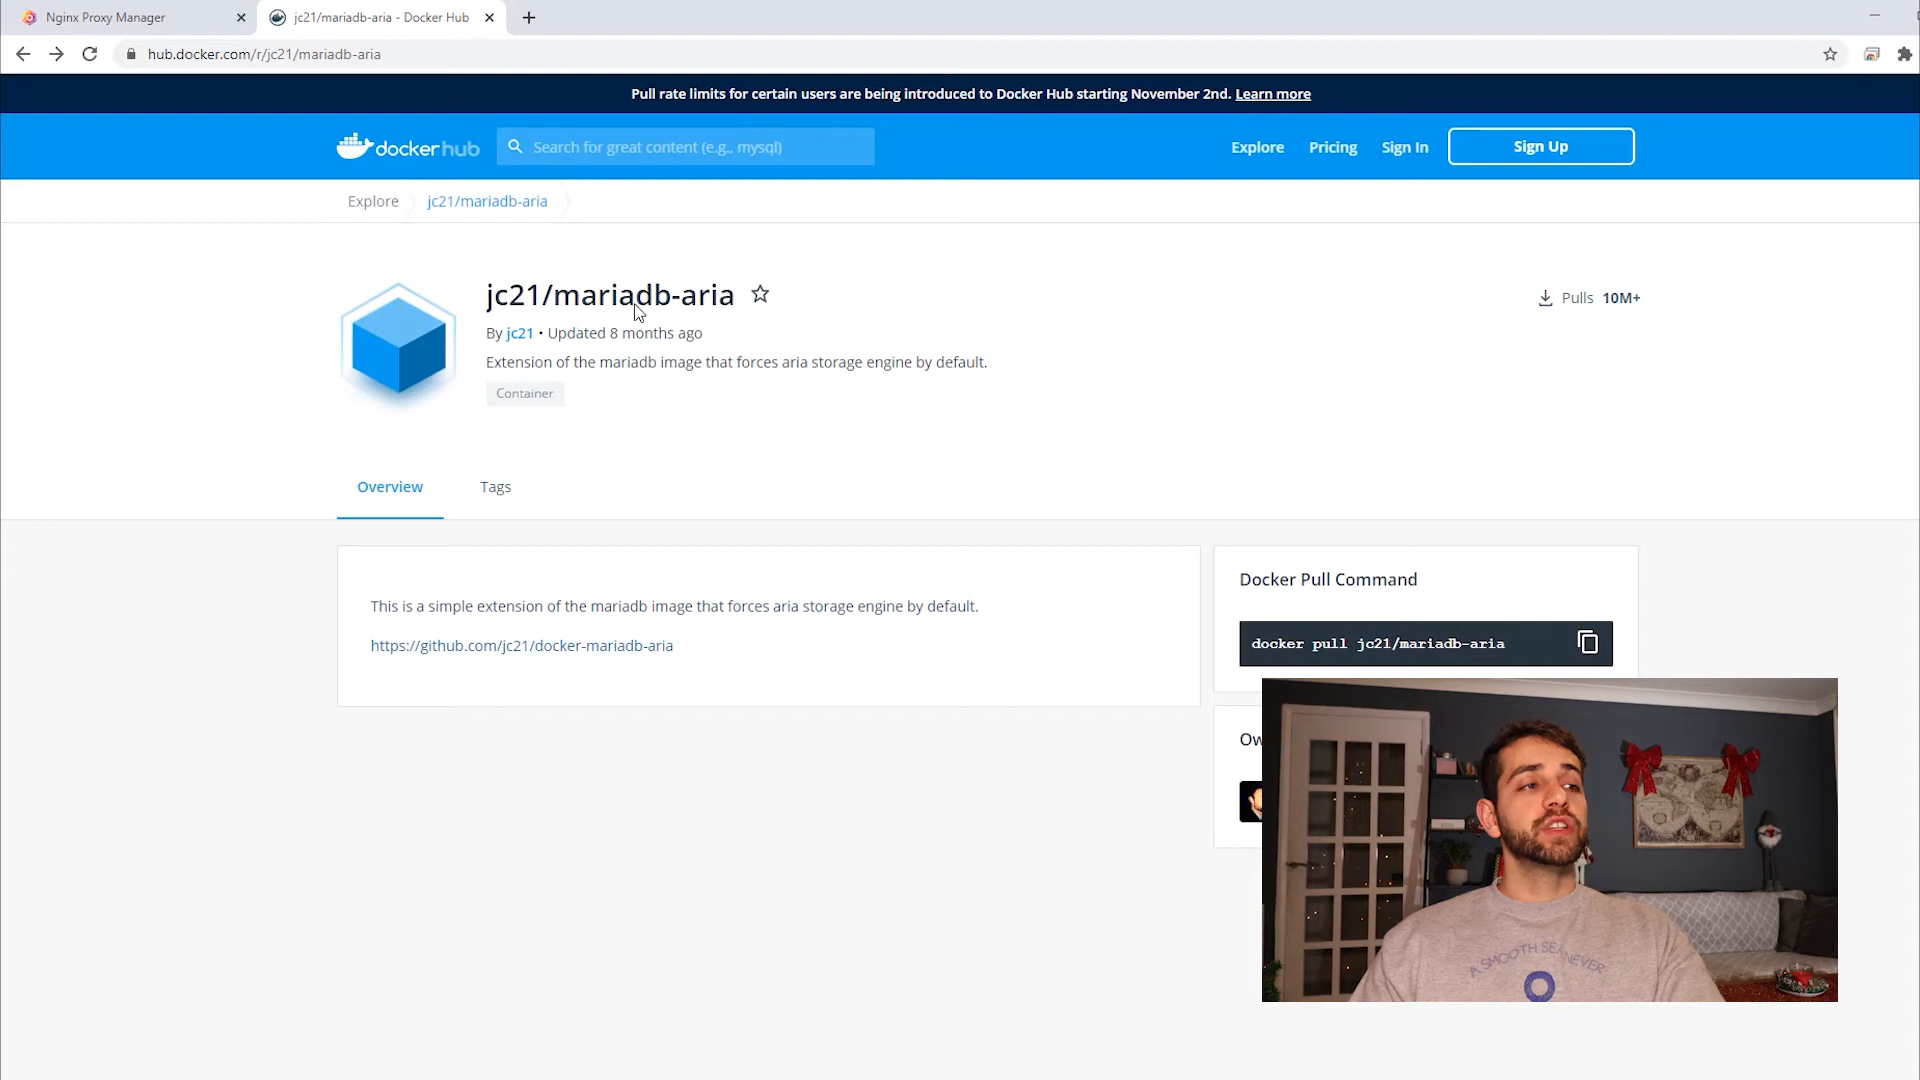 Nginx Proxy Manager
jc21/mariadb-aria - Docker Hub
hub.docker.com/r/jc21/mariadb-aria
Pull rate limits for certain users are being introduced to Docker Hub starting November 2nd. Learn more
dockerhub
Search for great content (e.g., mysql)
Explore
Pricing
Sign In
Sign Up
Explore
jc21/mariadb-aria
jc21/mariadb-aria
Pulls 10M+
By jc21 • Updated 8 months ago
Extension of the mariadb image that forces aria storage engine by default.
Container
Overview
Tags
This is a simple extension of the mariadb image that forces aria storage engine by default.
https://github.com/jc21/docker-mariadb-aria
Docker Pull Command
docker pull jc21/mariadb-aria
Ow
A SMOOTH SEA NEVER